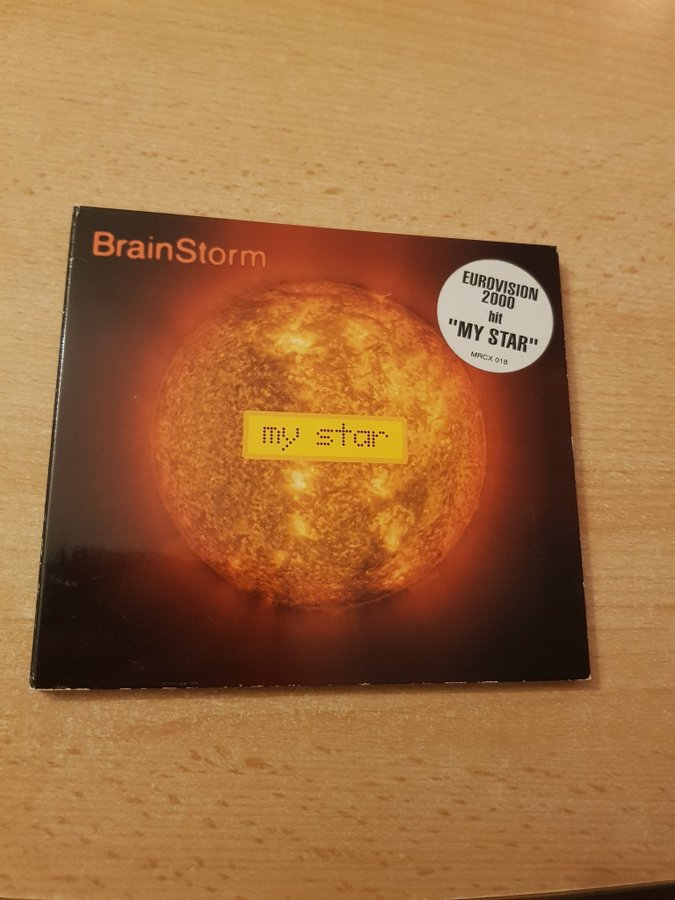 BrainStorm
EUROVISION
2000
hit
"MY STAR"
MRCX 018
my star